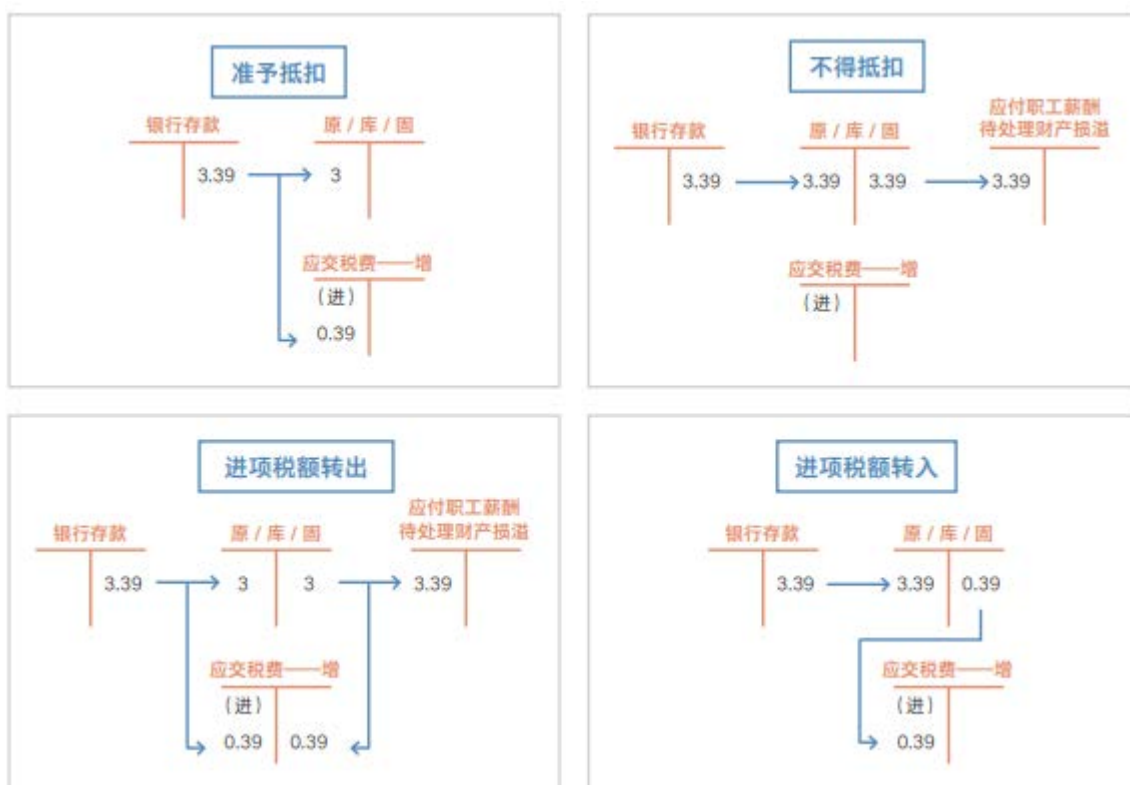 准予抵扣
银行存款
原 / 库 / 固
3.39
3
应交税费——增
(进)
0.39
不得抵扣
银行存款
原 / 库 / 固
应付职工薪酬
待处理财产损溢
3.39
3.39
3.39
3.39
应交税费——增
(进)
进项税额转出
银行存款
原 / 库 / 固
应付职工薪酬
待处理财产损溢
3.39
3
3
3.39
应交税费——增
(进)
0.39
0.39
进项税额转入
银行存款
原 / 库 / 固
3.39
3.39
0.39
应交税费——增
(进)
0.39